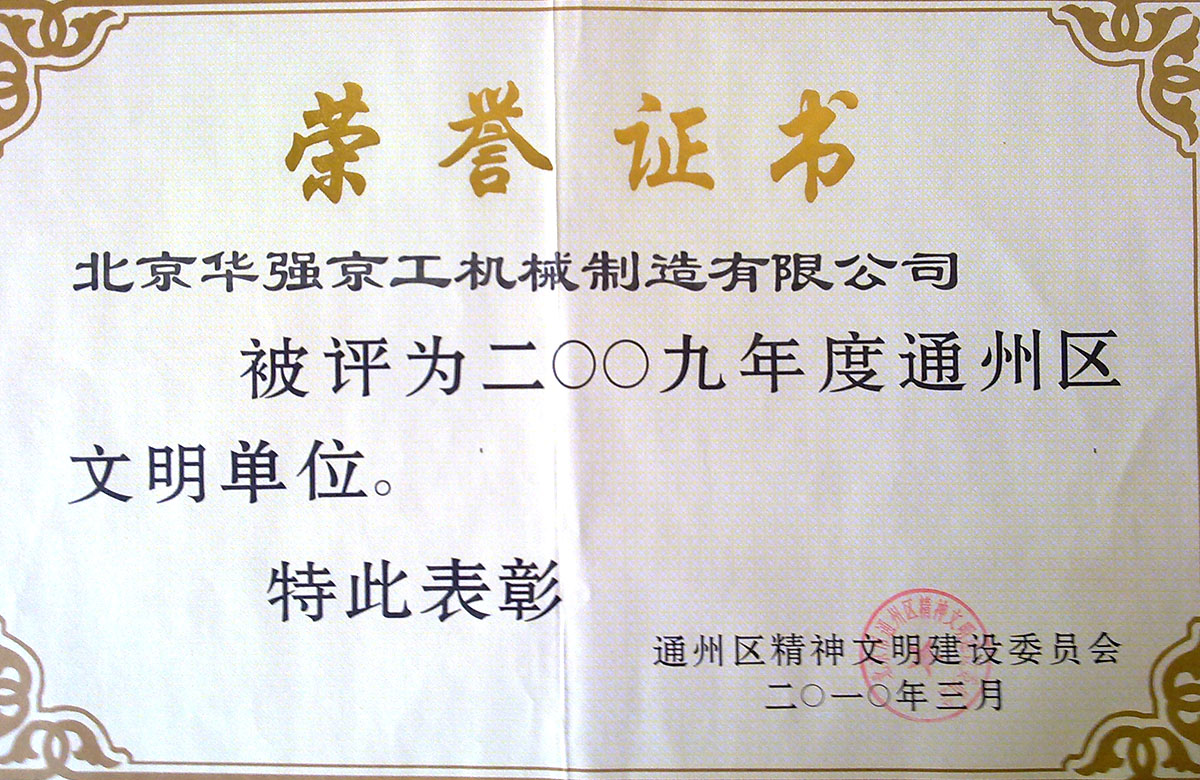 荣誉证书
北京华强京工机械制造有限公司
被评为二〇〇九年度通州区
文明单位。
特此表彰
通州区精神文明建设委员会
二〇一〇年三月